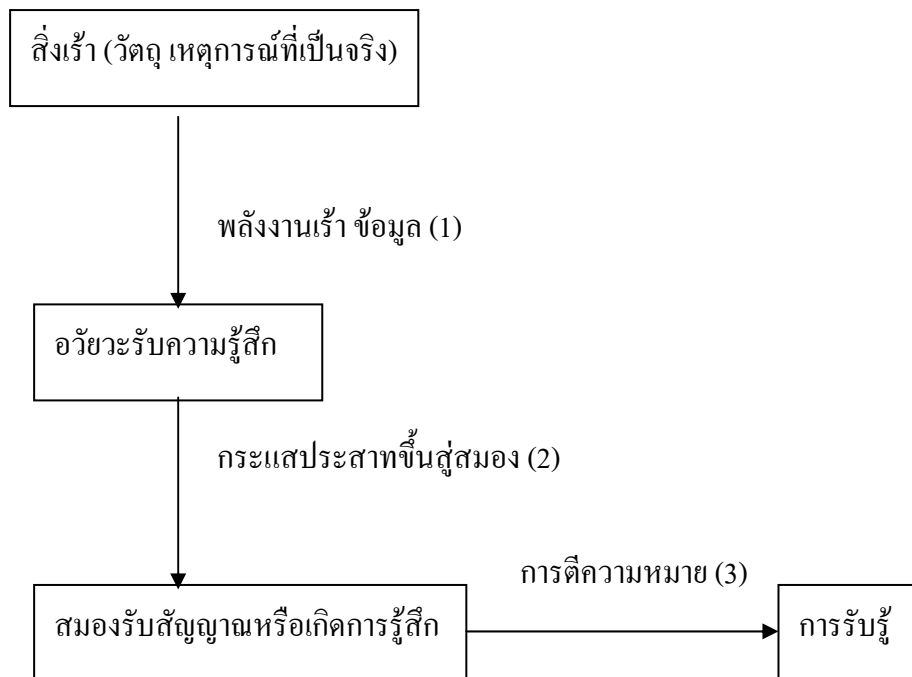 สิ่งเร้า (วัตถุ เหตุการณ์ที่เป็นจริง)
พลังงานเร้า ข้อมูล (1)
อวัยวะรับความรู้สึก
กระแสประสาทขึ้นสู่สมอง (2)
การตีความหมาย (3)
สมองรับสัญญาณหรือเกิดการรู้สึก
การรับรู้